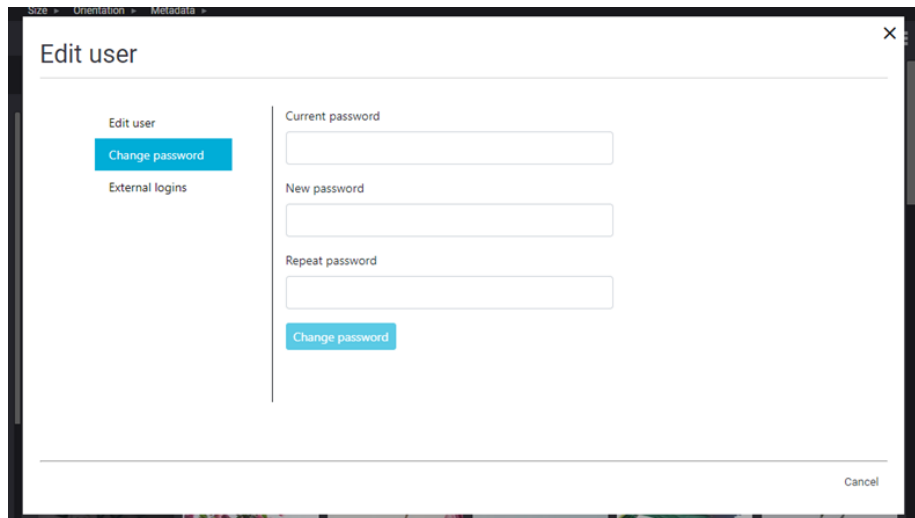 Size ▸ Orientation ▸ Metadata ▸
Edit user
Edit user
Change password
External logins
Current password
New password
Repeat password
Change password
Cancel